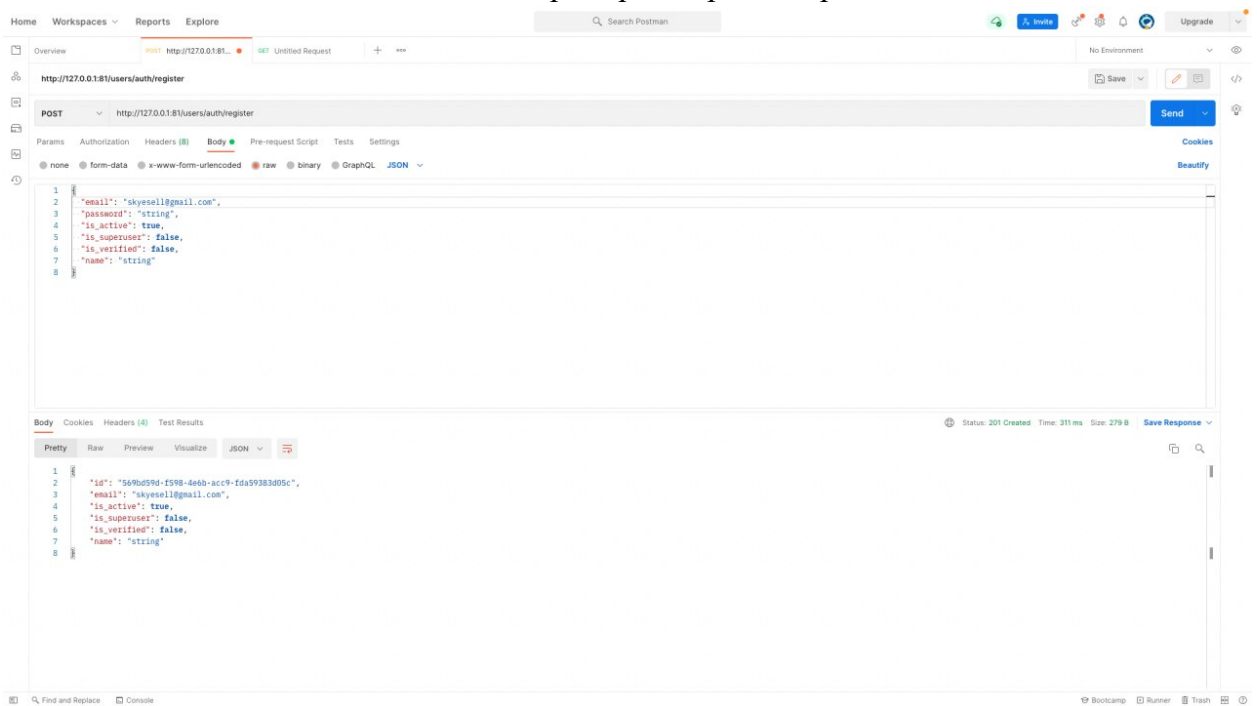 Home Workspaces Reports Explore Search Postman Invite Upgrade
Overview POST http://127.0.0.1:81... GET Untitled Request No Environment
http://127.0.0.1:81/users/auth/register Save
POST http://127.0.0.1:81/users/auth/register Send
Params Authorization Headers (8) Body Pre-request Script Tests Settings Cookies
none form-data x-www-form-urlencoded raw binary GraphQL JSON Beautify
1 {
2 "email": "skyesell@gmail.com",
3 "password": "string",
4 "is_active": true,
5 "is_superuser": false,
6 "is_verified": false,
7 "name": "string"
8 }
Body Cookies Headers (4) Test Results Status: 201 Created Time: 311 ms Size: 279 B Save Response
Pretty Raw Preview Visualize JSON
1 {
2 "id": "569bd59d-f598-4e6b-acc9-fda59383d05c",
3 "email": "skyesell@gmail.com",
4 "is_active": true,
5 "is_superuser": false,
6 "is_verified": false,
7 "name": "string"
8 }
Find and Replace Console Bootcamp Runner Trash